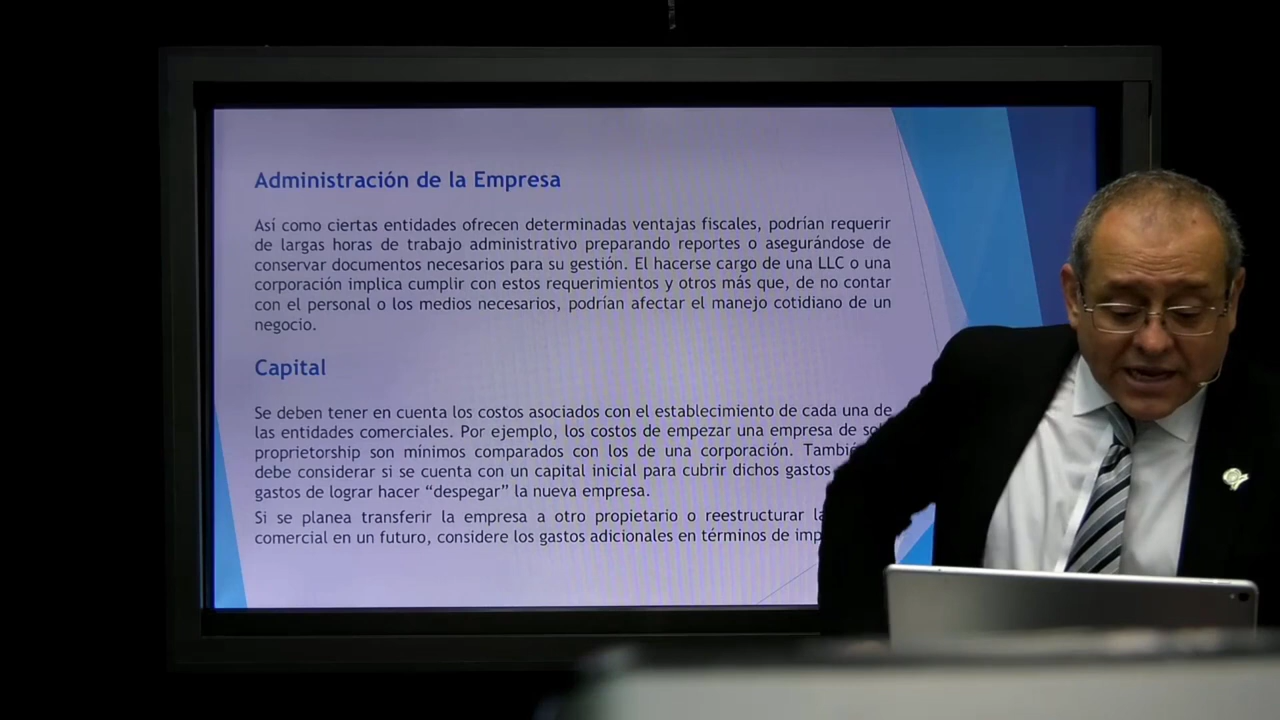 Administración de la Empresa
Así como ciertas entidades ofrecen determinadas ventajas fiscales, podrían requerir
de largas horas de trabajo administrativo preparando reportes o asegurándose de
conservar documentos necesarios para su gestión. El hacerse cargo de una LLC o una
corporación implica cumplir con estos requerimientos y otros más que, de no contar
con el personal o los medios necesarios, podrían afectar el manejo cotidiano de un
negocio.
Capital
Se deben tener en cuenta los costos asociados con el establecimiento de cada una de
las entidades comerciales. Por ejemplo, los costos de empezar una empresa de
proprietorship son mínimos comparados con los de una corporación.
debe considerar si se cuenta con un capital inicial para cubrir dichos gastos
gastos de lograr hacer “despegar” la nueva empresa.
Si se planea transferir la empresa a otro propietario o reestructurar
comercial en un futuro, considere los gastos adicionales en términos de